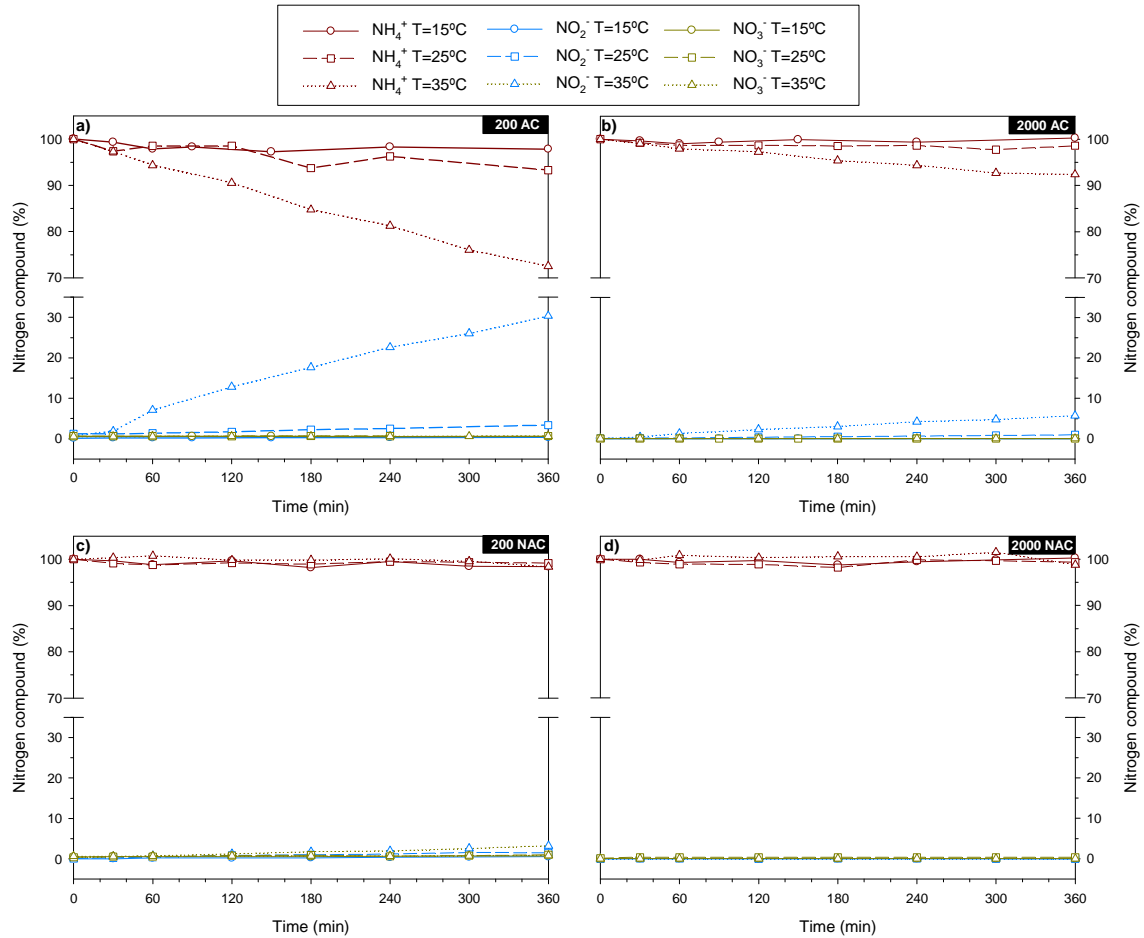 NH₄⁺ T=15ºC NO₂⁻ T=15ºC NO₃⁻ T=15ºC
NH₄⁺ T=25ºC NO₂⁻ T=25ºC NO₃⁻ T=25ºC
NH₄⁺ T=35ºC NO₂⁻ T=35ºC NO₃⁻ T=35ºC
a) 200 AC
100
90
80
70
30
20
10
0
0 60 120 180 240 300 360
Time (min)
Nitrogen compound (%)
b) 2000 AC
100
90
80
70
30
20
10
0
0 60 120 180 240 300 360
Time (min)
Nitrogen compound (%)
c) 200 NAC
100
90
80
70
30
20
10
0
0 60 120 180 240 300 360
Time (min)
Nitrogen compound (%)
d) 2000 NAC
100
90
80
70
30
20
10
0
0 60 120 180 240 300 360
Time (min)
Nitrogen compound (%)